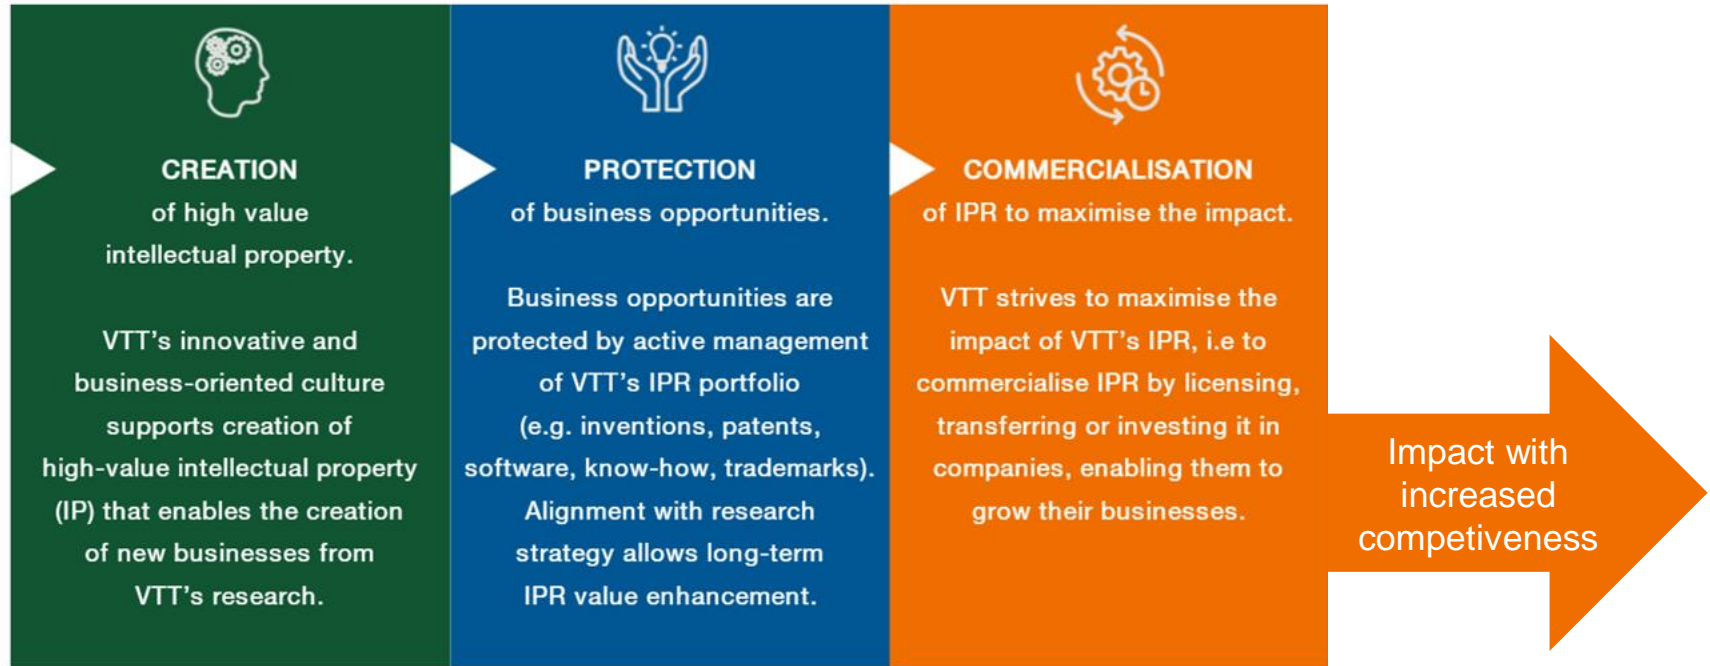 CREATION
of high value
intellectual property.
VTT's innovative and
business-oriented culture
supports creation of
high-value intellectual property
(IP) that enables the creation
of new businesses from
VTT's research.
PROTECTION
of business opportunities.
Business opportunities are
protected by active management
of VTT's IPR portfolio
(e.g. inventions, patents,
software, know-how, trademarks).
Alignment with research
strategy allows long-term
IPR value enhancement.
COMMERCIALISATION
of IPR to maximise the impact.
VTT strives to maximise the
impact of VTT's IPR, i.e to
commercialise IPR by licensing,
transferring or investing it in
companies, enabling them to
grow their businesses.
Impact with
increased
competiveness